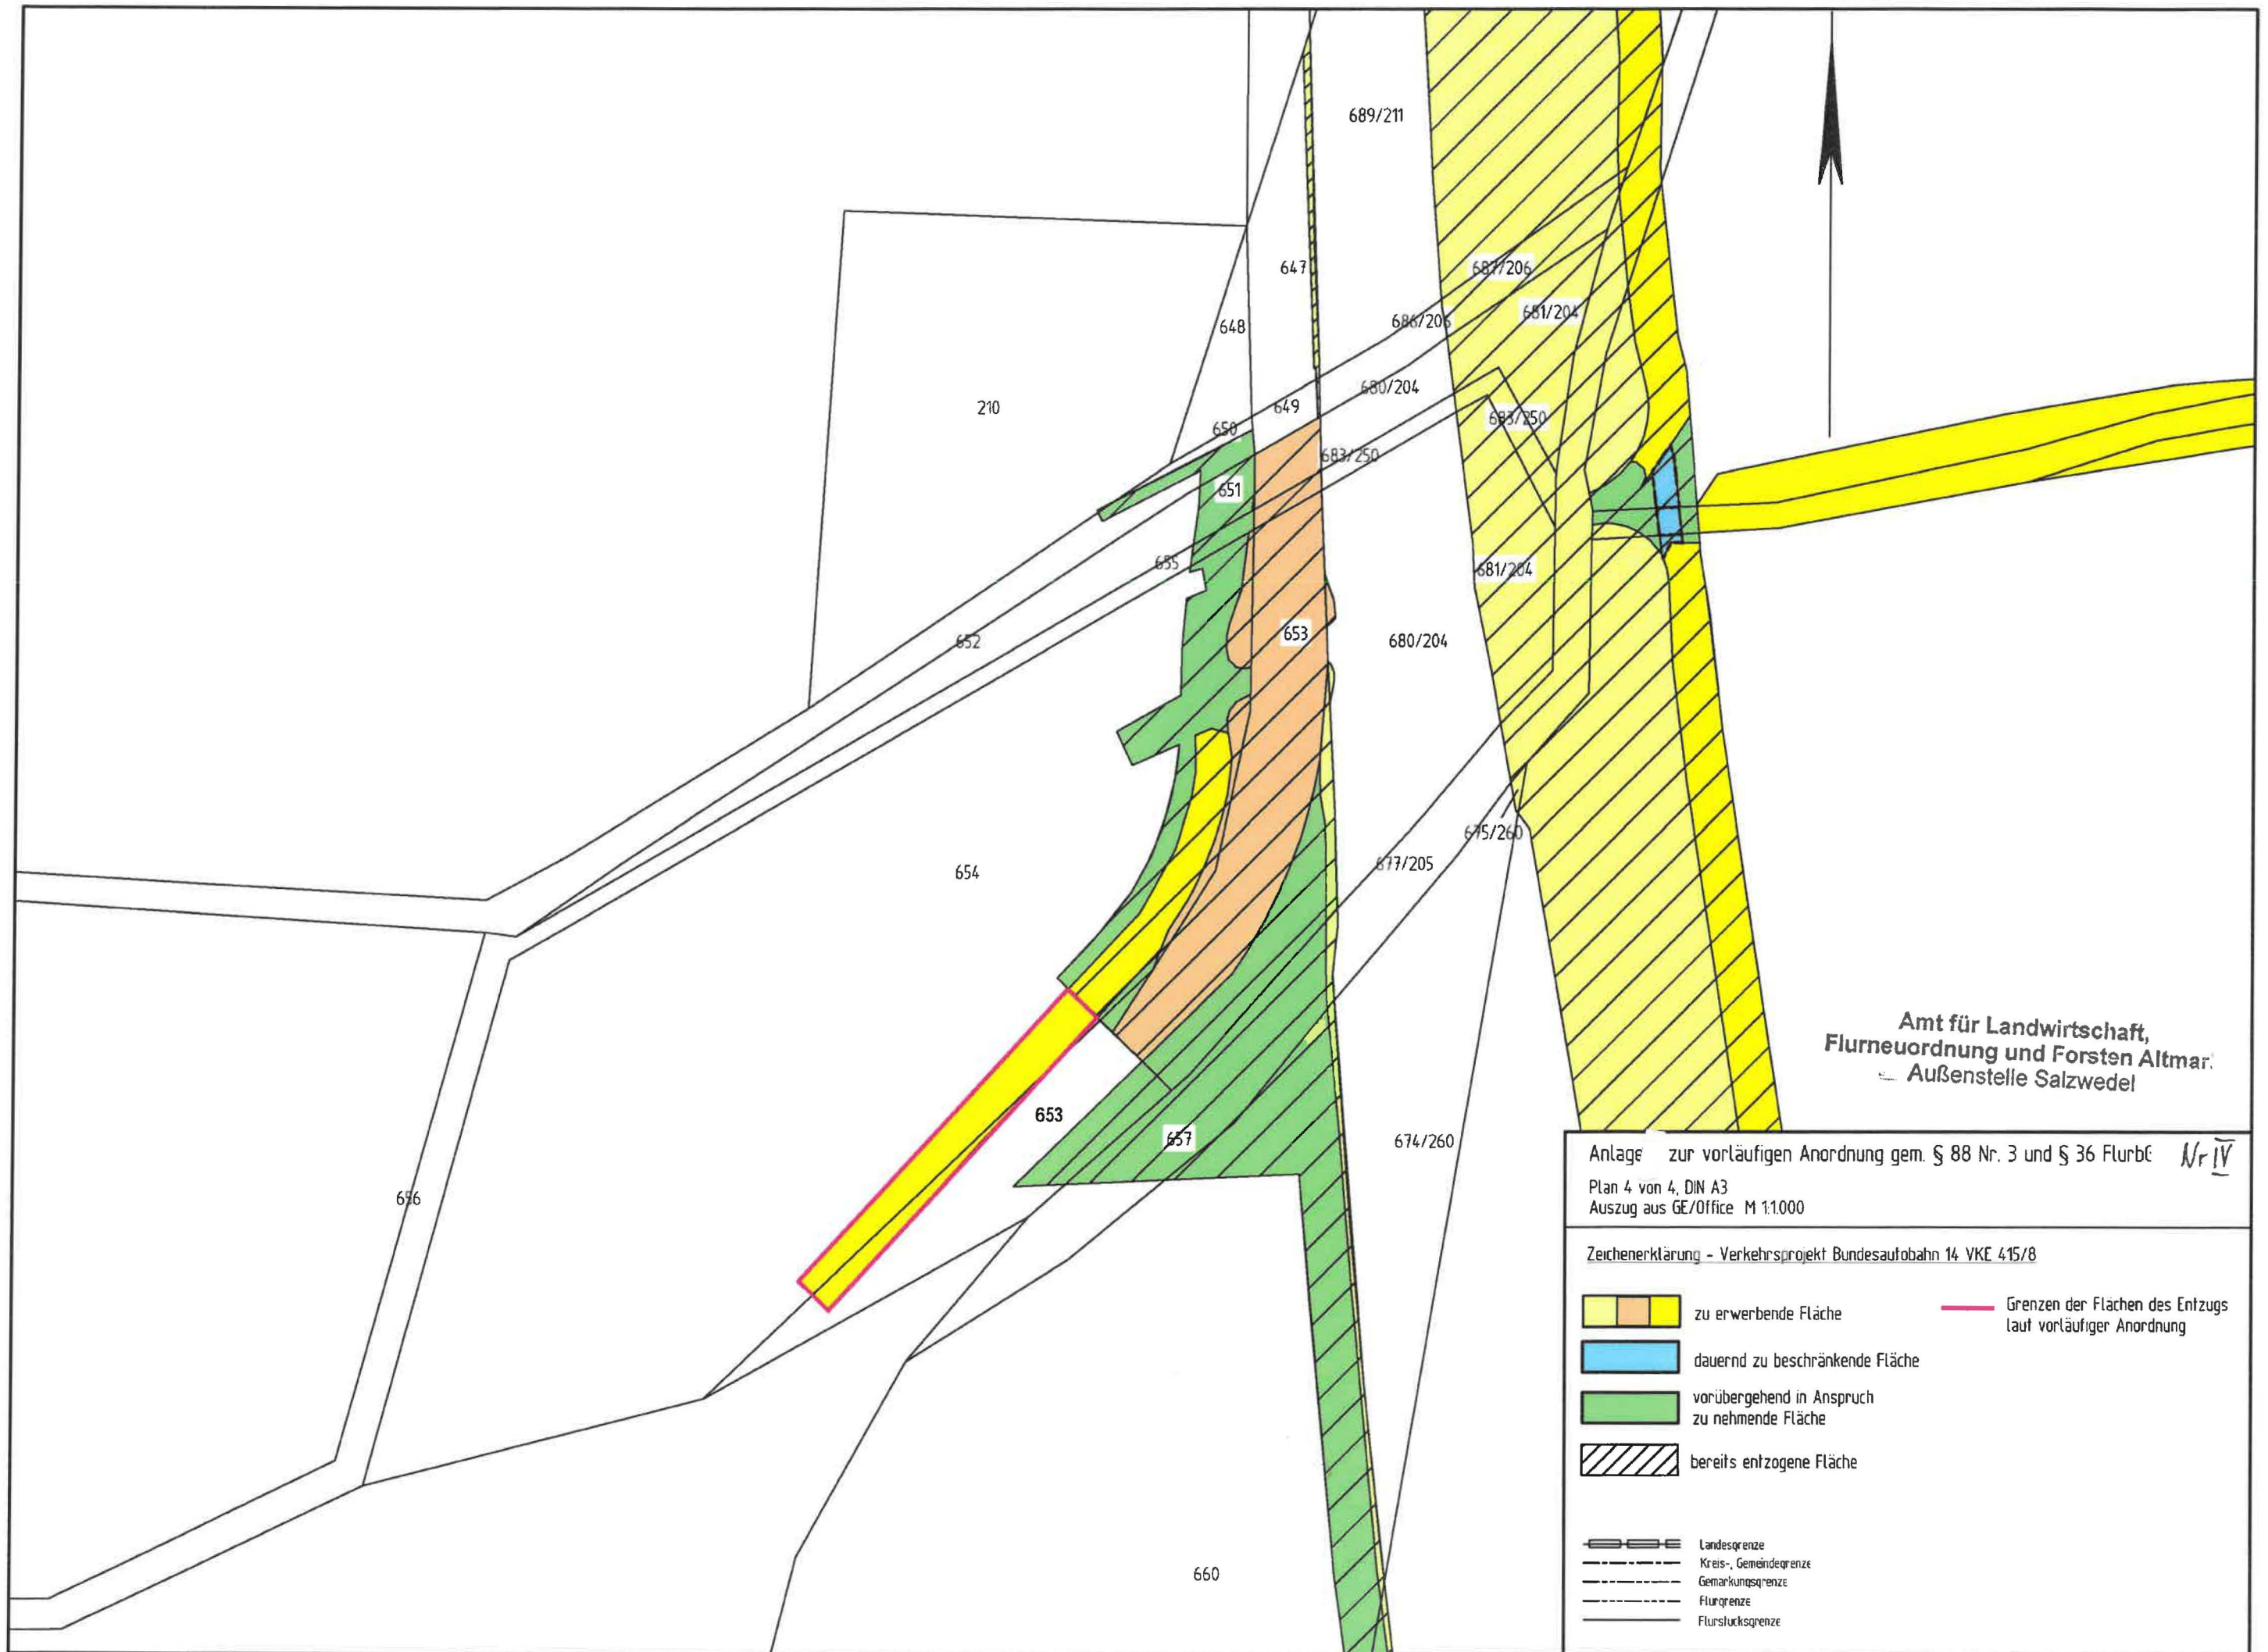 689/211
647
687/206
648
686/206
681/204
680/204
210
649
683/250
650
683/250
651
655
681/204
652
653
680/204
675/260
677/205
654
Amt für Landwirtschaft,
Flurneuordnung und Forsten Altmar
Außenstelle Salzwedel
653
657
674/260
656
660
Anlage zur vorläufigen Anordnung gem. § 88 Nr. 3 und § 36 FlurbG Nr IV
Plan 4 von 4, DIN A3
Auszug aus GE/Office M 1:1.000
Zeichenerklärung - Verkehrsprojekt Bundesautobahn 14 VKE 415/8
zu erwerbende Fläche
Grenzen der Flächen des Entzugs
laut vorläufiger Anordnung
dauernd zu beschränkende Fläche
vorübergehend in Anspruch
zu nehmende Fläche
bereits entzogene Fläche
Landesgrenze
Kreis-, Gemeindegrenze
Gemarkungsgrenze
Flurgrenze
Flurstücksgrenze